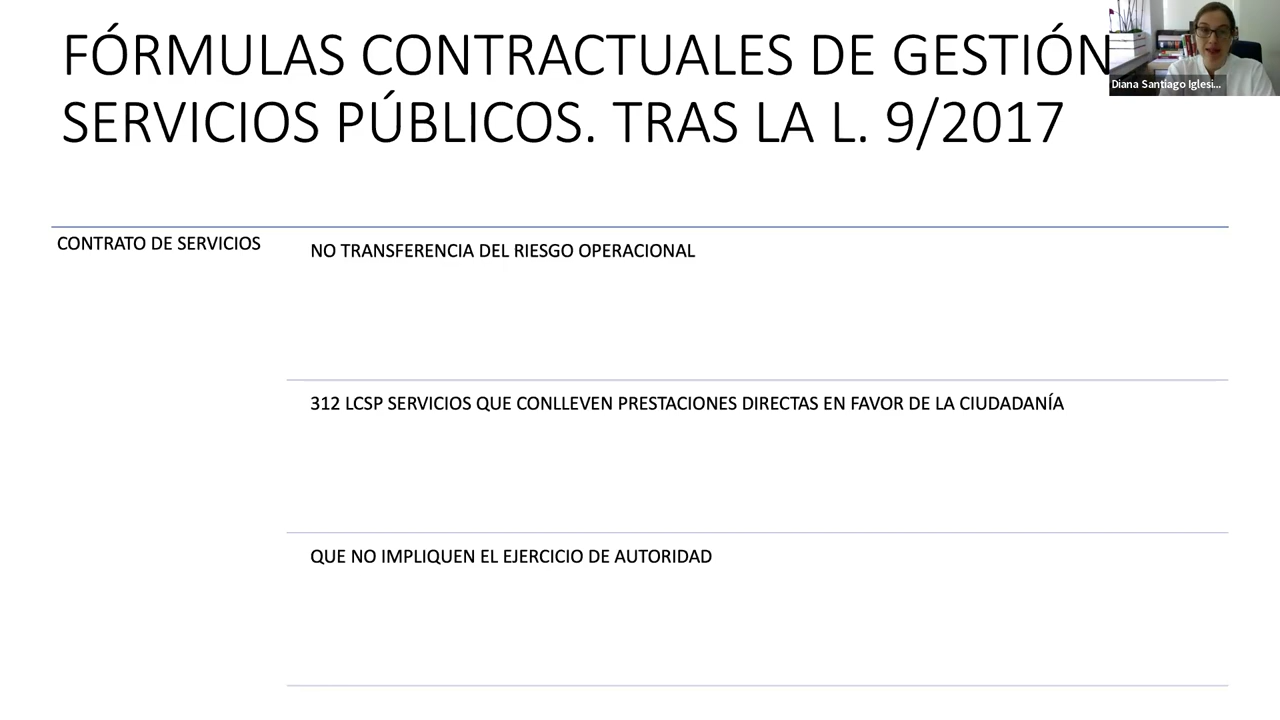 FÓRMULAS CONTRACTUALES DE GESTIÓN
SERVICIOS PÚBLICOS. TRAS LA L. 9/2017
Diana Santiago Iglesi...
CONTRATO DE SERVICIOS
NO TRANSFERENCIA DEL RIESGO OPERACIONAL
312 LCSP SERVICIOS QUE CONLLEVEN PRESTACIONES DIRECTAS EN FAVOR DE LA CIUDADANÍA
QUE NO IMPLIQUEN EL EJERCICIO DE AUTORIDAD